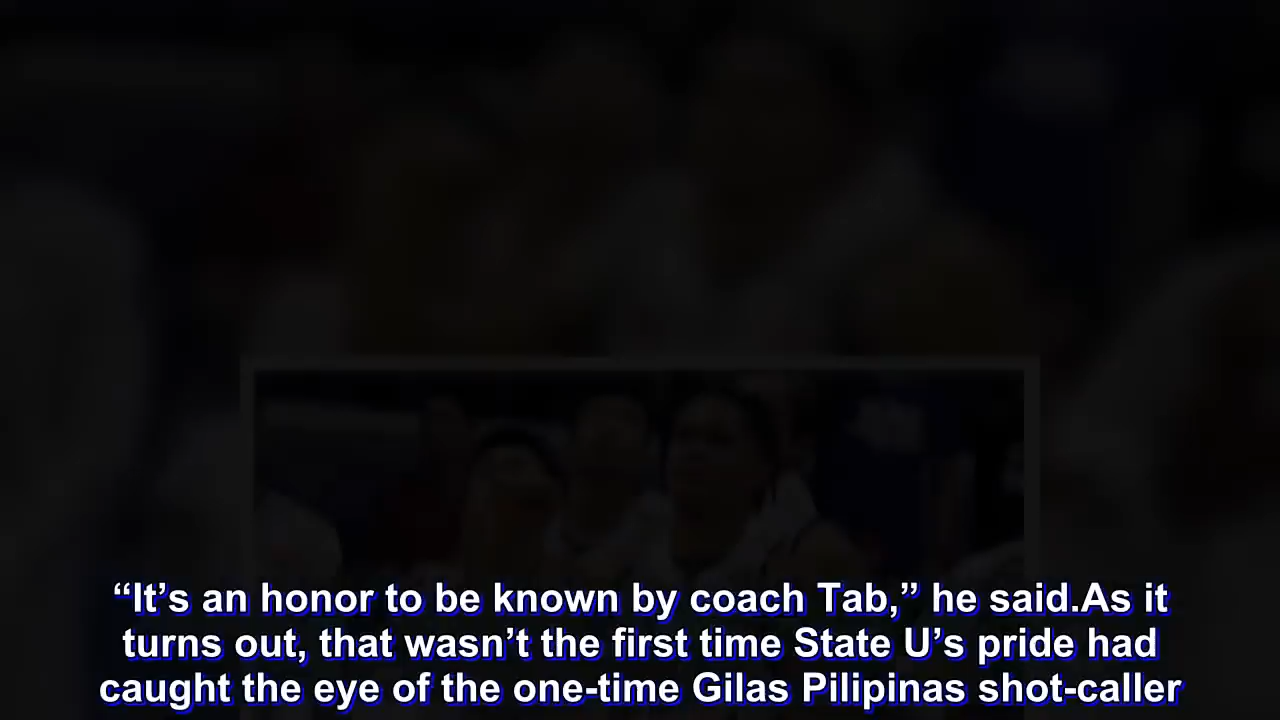 “It’s an honor to be known by coach Tab,” he said.As it
turns out, that wasn’t the first time State U’s pride had
caught the eye of the one-time Gilas Pilipinas shot-caller